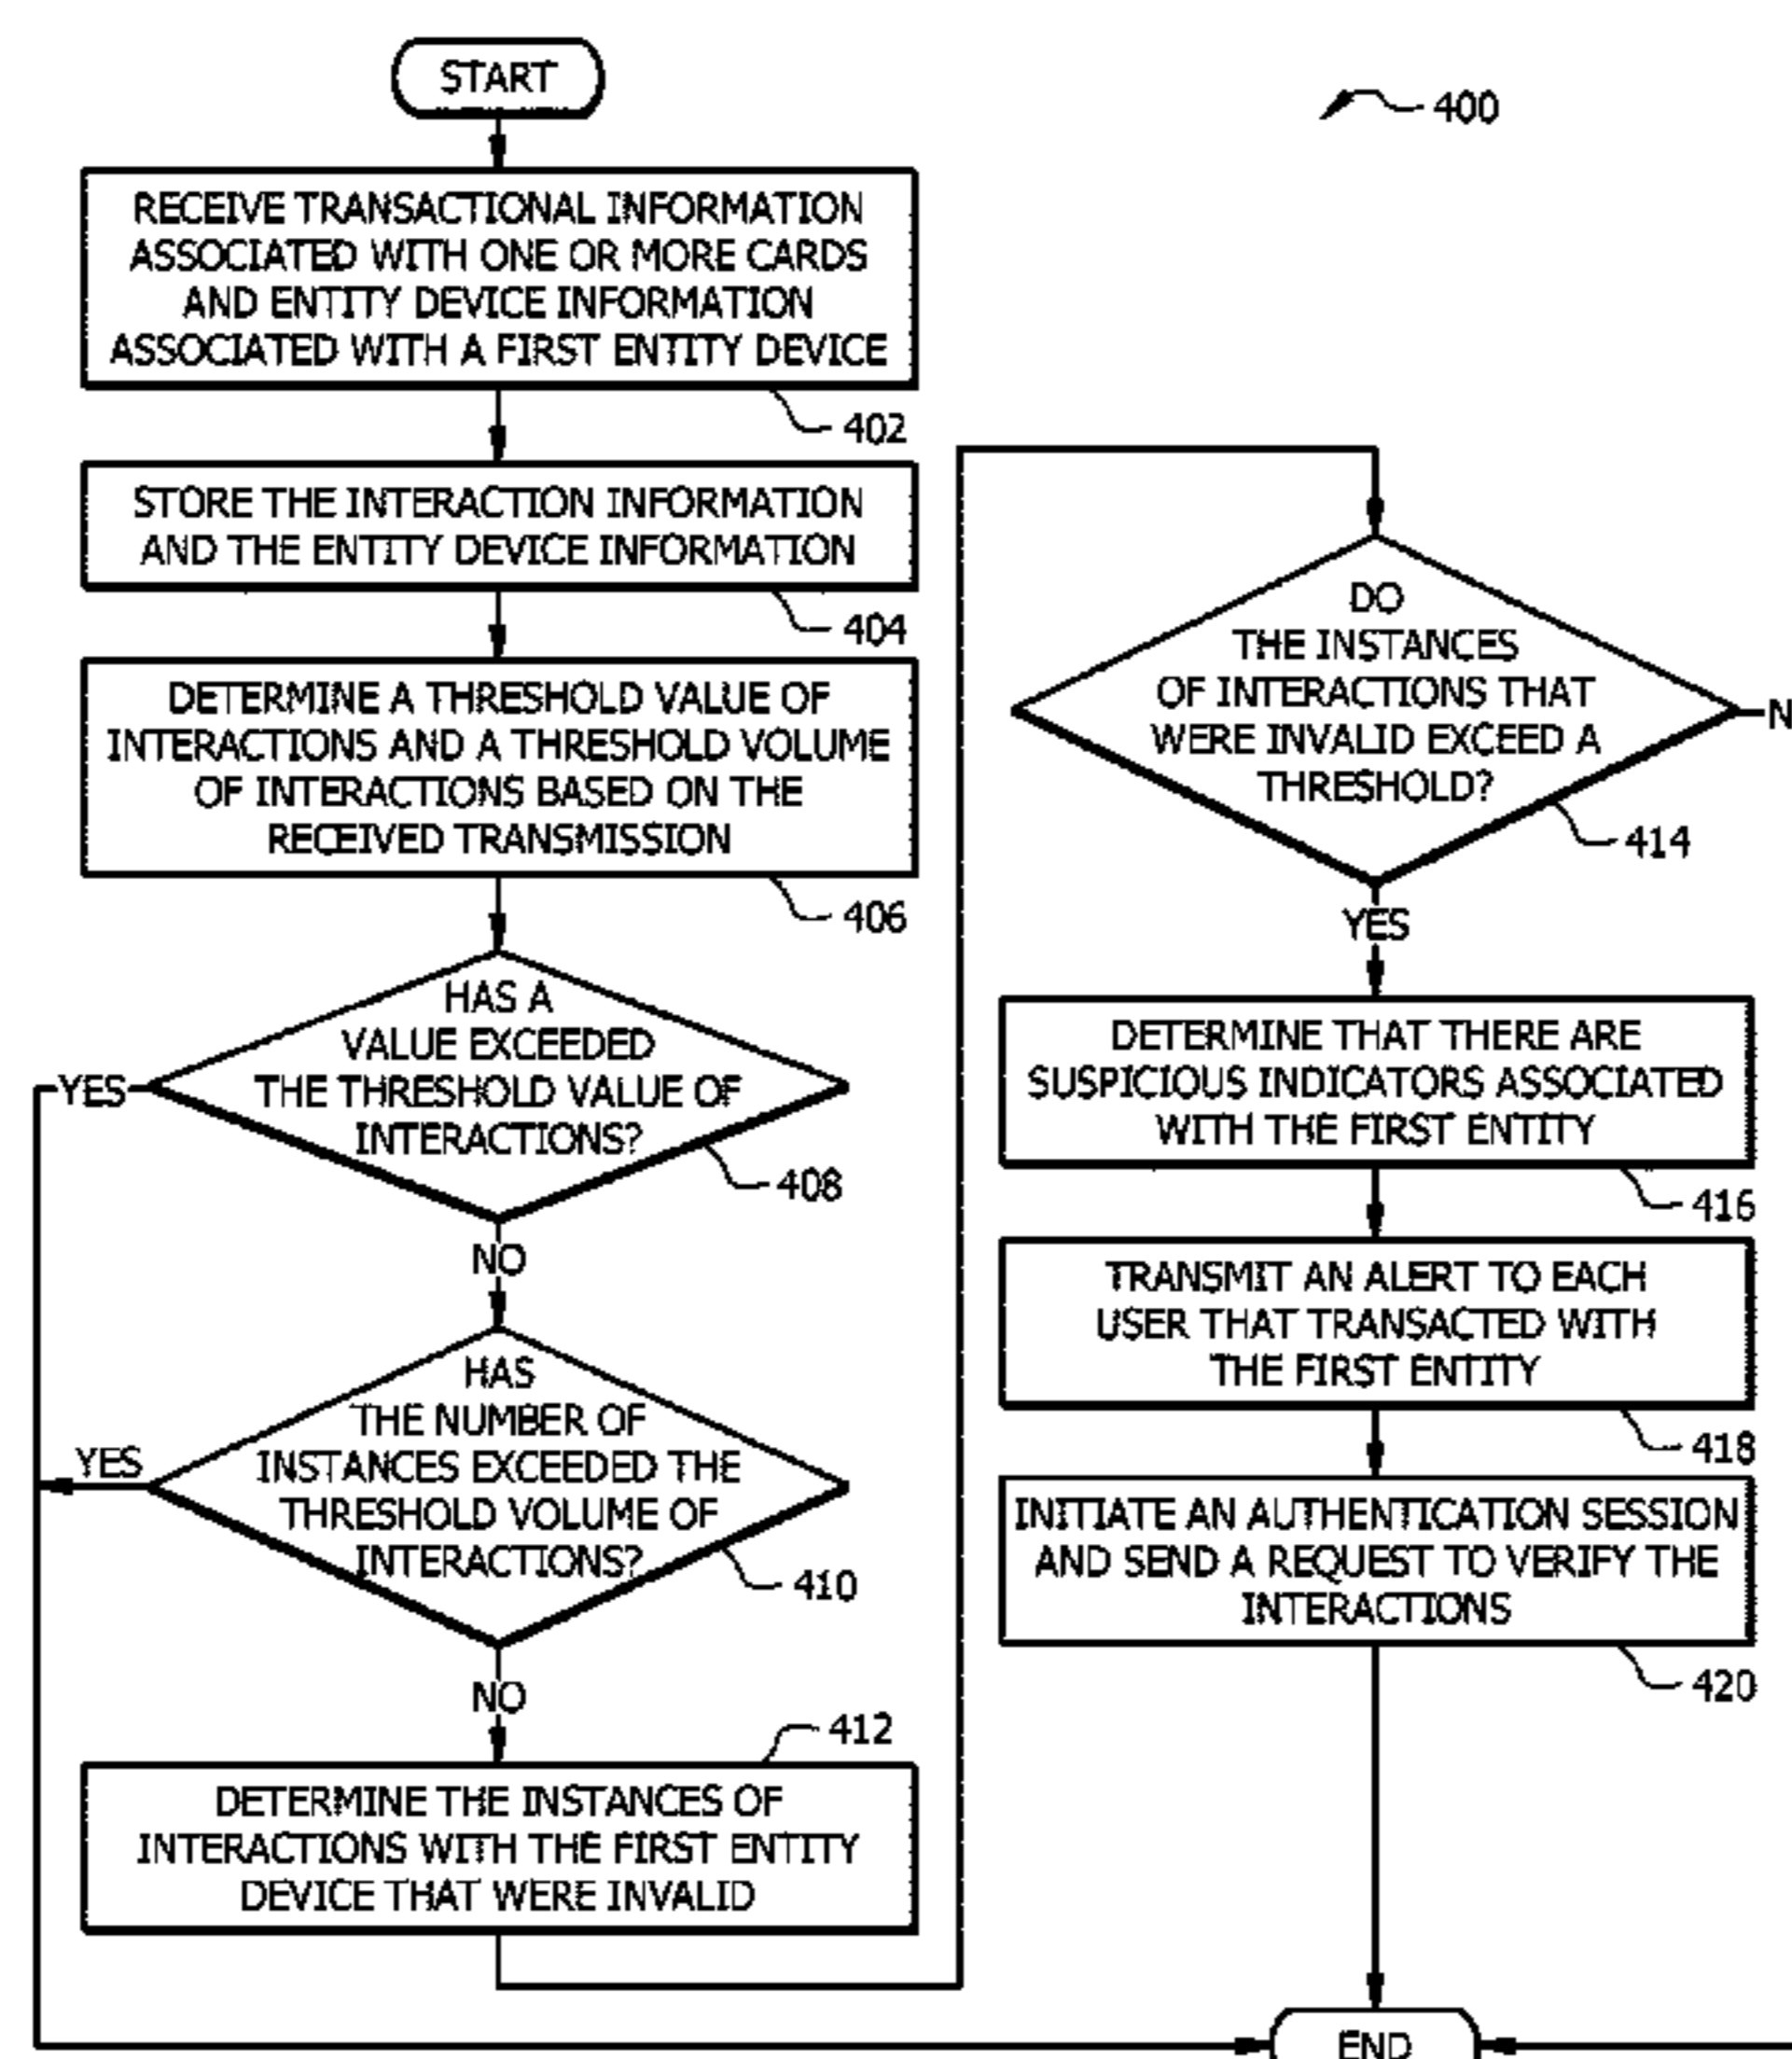 START
400
RECEIVE TRANSACTIONAL INFORMATION
ASSOCIATED WITH ONE OR MORE CARDS
AND ENTITY DEVICE INFORMATION
ASSOCIATED WITH A FIRST ENTITY DEVICE
402
STORE THE INTERACTION INFORMATION
AND THE ENTITY DEVICE INFORMATION
404
DETERMINE A THRESHOLD VALUE OF
INTERACTIONS AND A THRESHOLD VOLUME
OF INTERACTIONS BASED ON THE
RECEIVED TRANSMISSION
406
HAS A
VALUE EXCEEDED
THE THRESHOLD VALUE OF
INTERACTIONS?
YES
408
NO
HAS
THE NUMBER OF
INSTANCES EXCEEDED THE
THRESHOLD VOLUME OF
INTERACTIONS?
YES
410
NO
412
DETERMINE THE INSTANCES OF
INTERACTIONS WITH THE FIRST ENTITY
DEVICE THAT WERE INVALID
DO
THE INSTANCES
OF INTERACTIONS THAT
WERE INVALID EXCEED A
THRESHOLD?
N
414
YES
DETERMINE THAT THERE ARE
SUSPICIOUS INDICATORS ASSOCIATED
WITH THE FIRST ENTITY
416
TRANSMIT AN ALERT TO EACH
USER THAT TRANSACTED WITH
THE FIRST ENTITY
418
INITIATE AN AUTHENTICATION SESSION
AND SEND A REQUEST TO VERIFY THE
INTERACTIONS
420
END